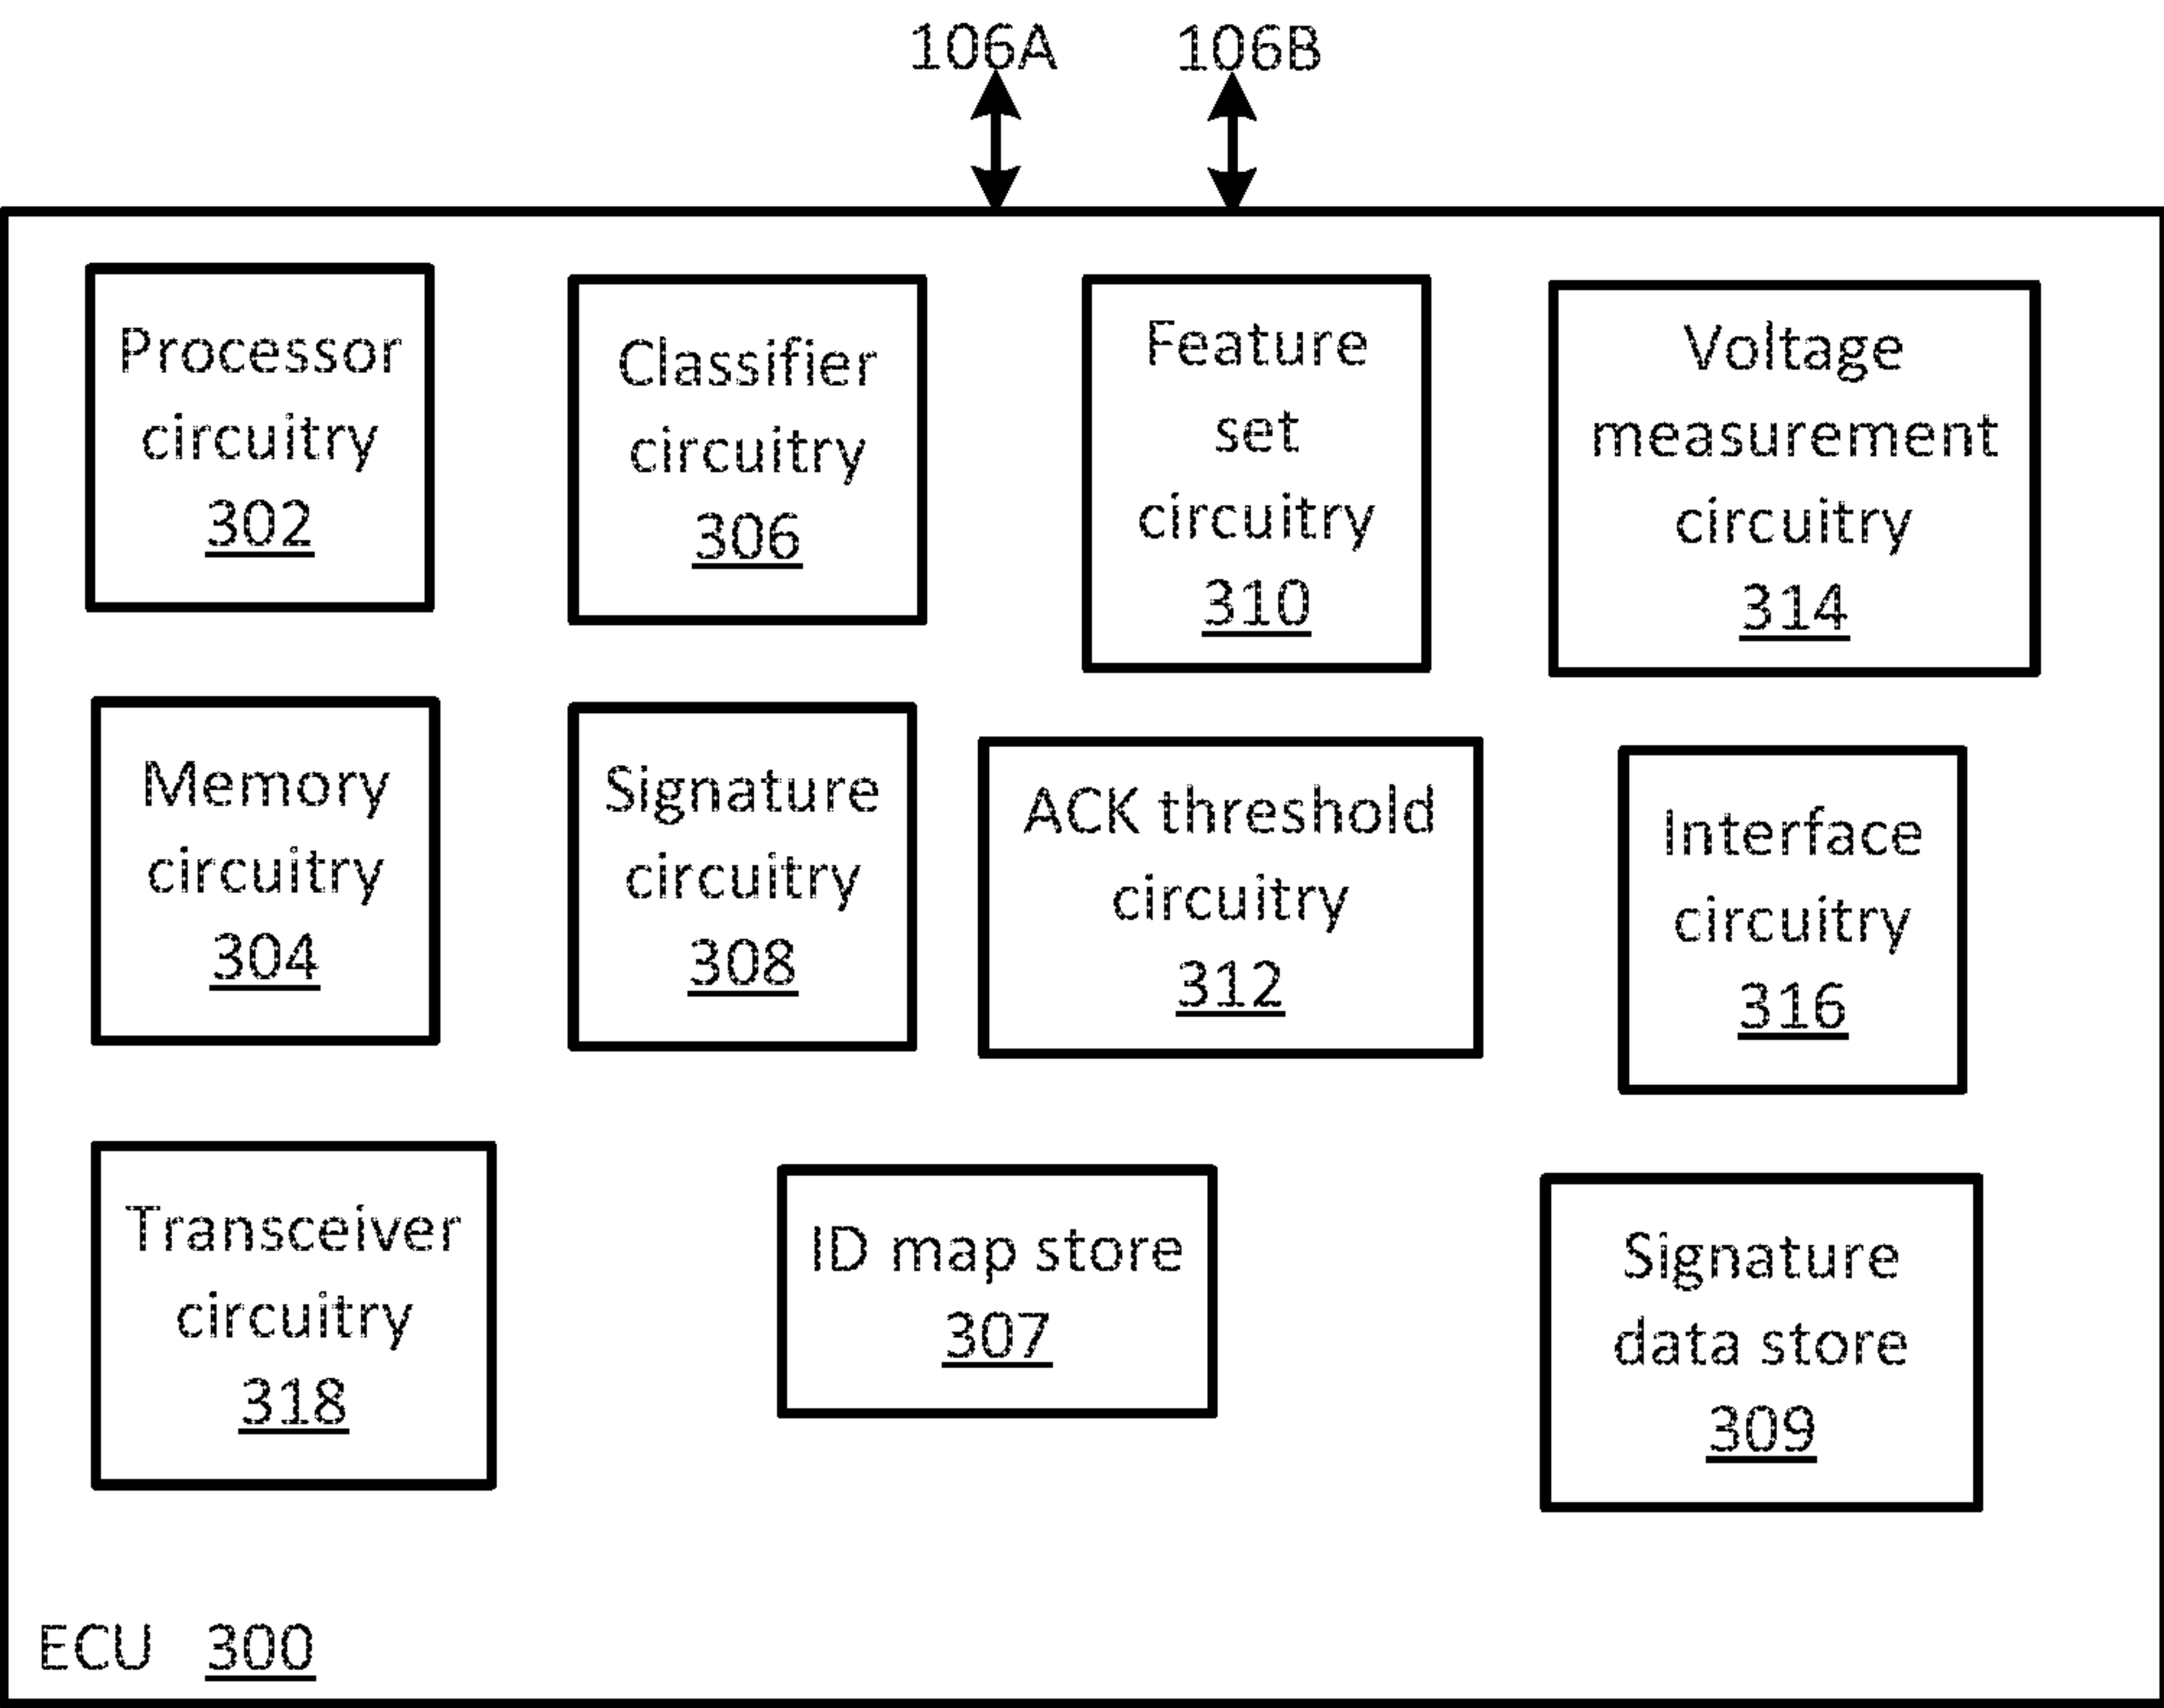 106A
106B
Processor
circuitry
302
Classifier
circuitry
306
Feature
set
circuitry
310
Voltage
measurement
circuitry
314
Memory
circuitry
304
Signature
circuitry
308
ACK threshold
circuitry
312
Interface
circuitry
316
Transceiver
circuitry
318
ID map store
307
Signature
data store
309
ECU 300